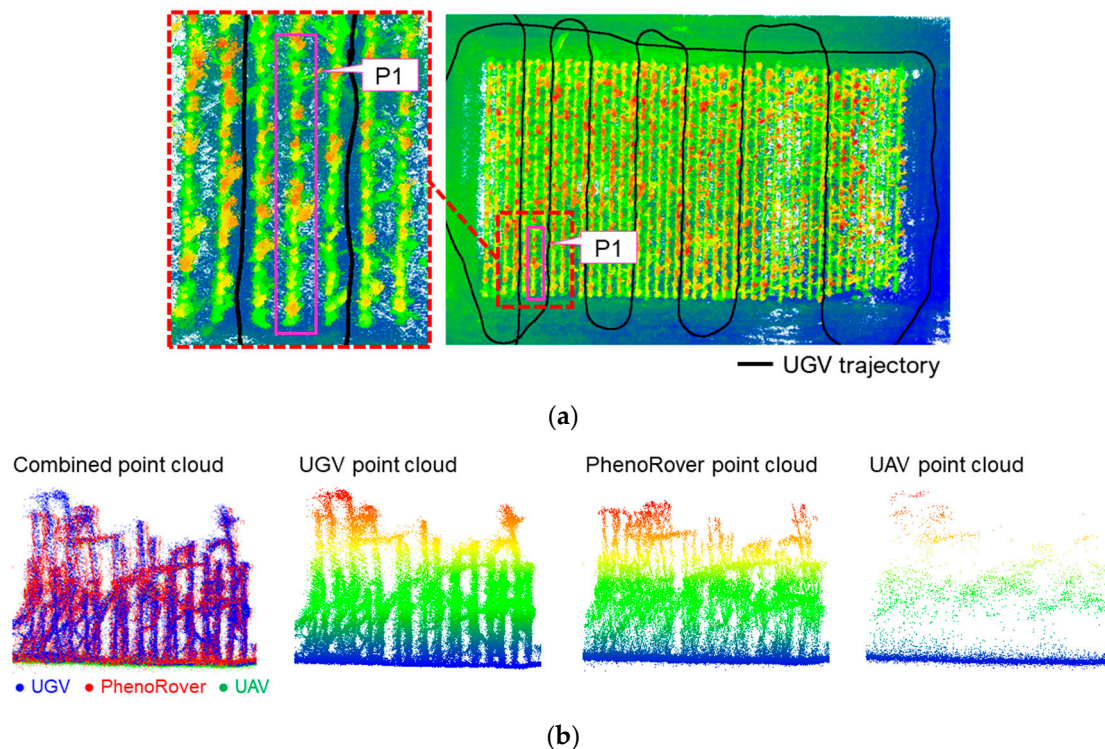 P1
P1
UGV trajectory
(a)
Combined point cloud
UGV point cloud
PhenoRover point cloud
UAV point cloud
UGV
PhenoRover
UAV
(b)